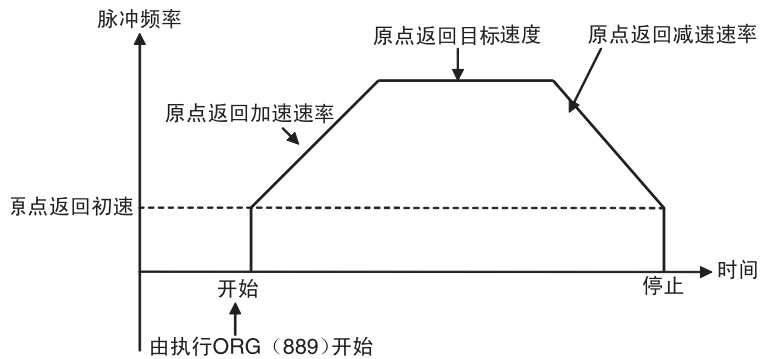 脉冲频率
原点返回目标速度
原点返回减速速率
原点返回加速速率
原点返回初速
时间
开始
停止
由执行ORG（889）开始